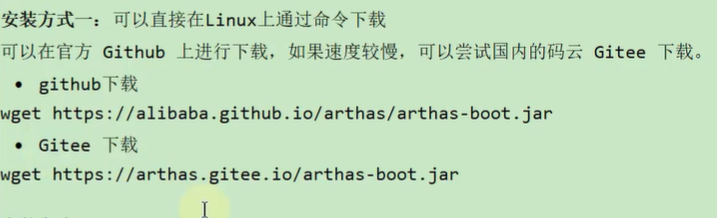 安装方式一：可以直接在Linux上通过命令下载
可以在官方 Github 上进行下载，如果速度较慢，可以尝试国内的码云 Gitee 下载。
• github下载
wget https://alibaba.github.io/arthas/arthas-boot.jar
• Gitee 下载
wget https://arthas.gitee.io/arthas-boot.jar